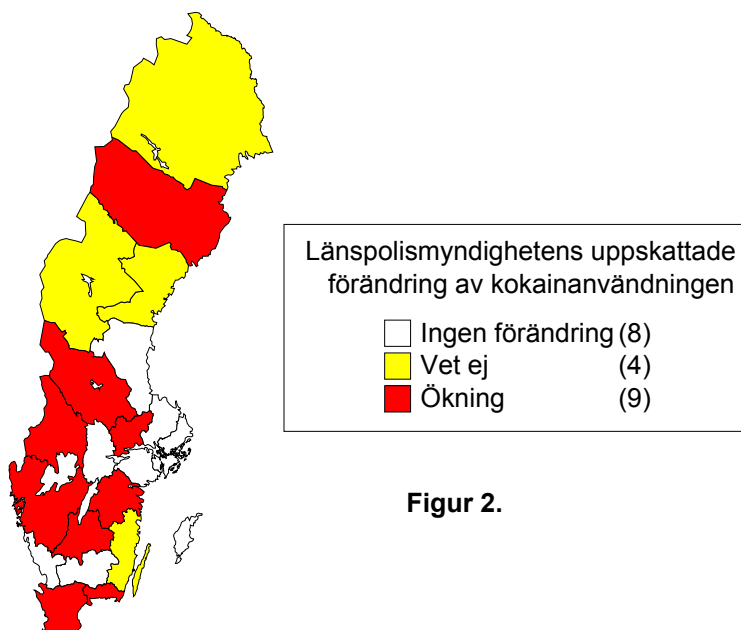 Länspolismyndighetens uppskattade
förändring av kokainanvändningen
Ingen förändring (8)
Vet ej (4)
Ökning (9)
Figur 2.